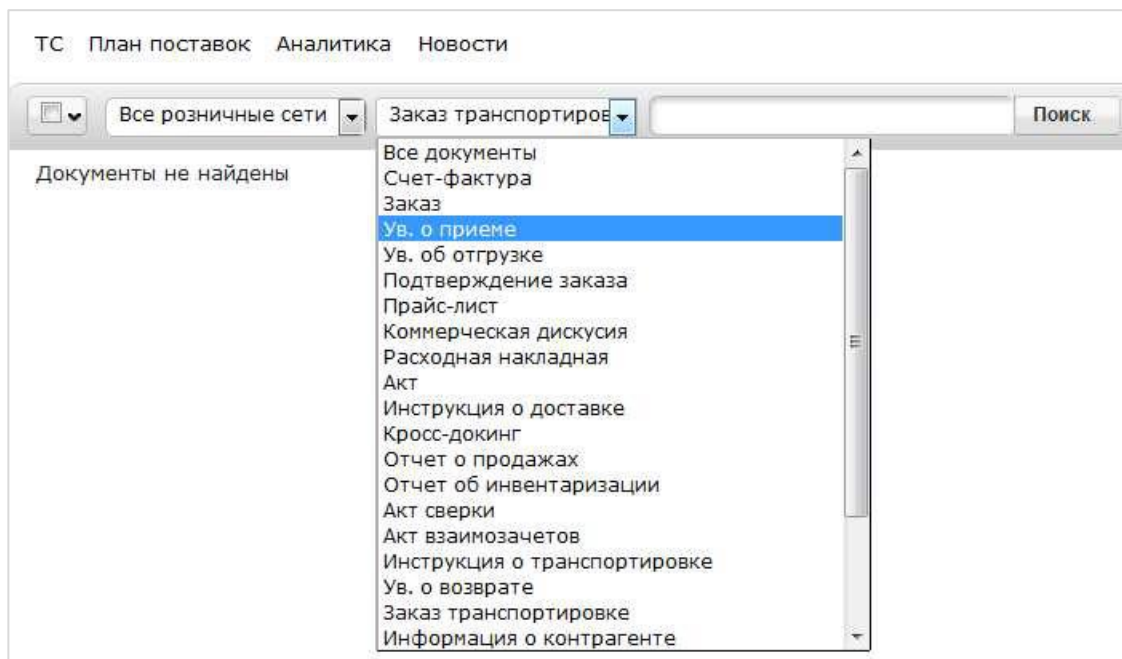 ТС План поставок Аналитика Новости
Все розничные сети Заказ транспортиров Поиск
Документы не найдены
Все документы
Счет-фактура
Заказ
Ув. о приеме
Ув. об отгрузке
Подтверждение заказа
Прайс-лист
Коммерческая дискусия
Расходная накладная
Акт
Инструкция о доставке
Кросс-докинг
Отчет о продажах
Отчет об инвентаризации
Акт сверки
Акт взаимозачетов
Инструкция о транспортировке
Ув. о возврате
Заказ транспортировке
Информация о контрагенте